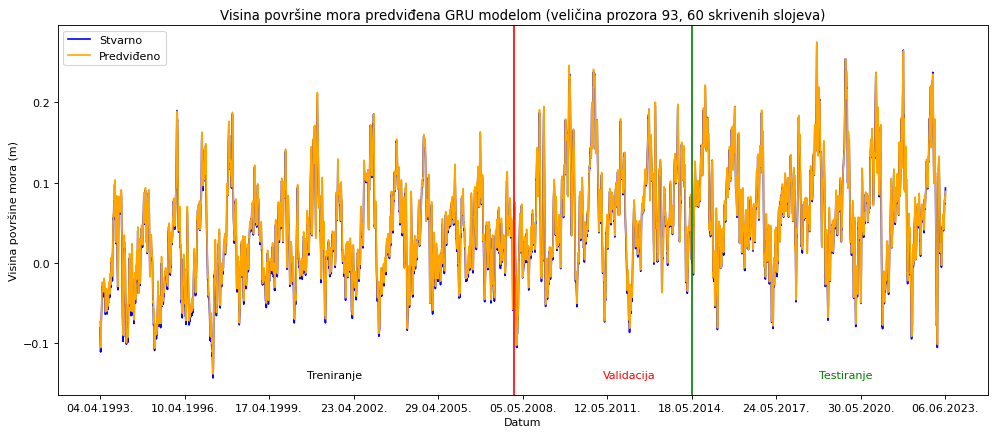 Visina površine mora predviđena GRU modelom (veličina prozora 93, 60 skrivenih slojeva)
Stvarno
Predviđeno
Visina površine mora (m)
0.2
0.1
0.0
−0.1
Treniranje
Validacija
Testiranje
04.04.1993.
10.04.1996.
17.04.1999.
23.04.2002.
29.04.2005.
05.05.2008.
12.05.2011.
18.05.2014.
24.05.2017.
30.05.2020.
06.06.2023.
Datum